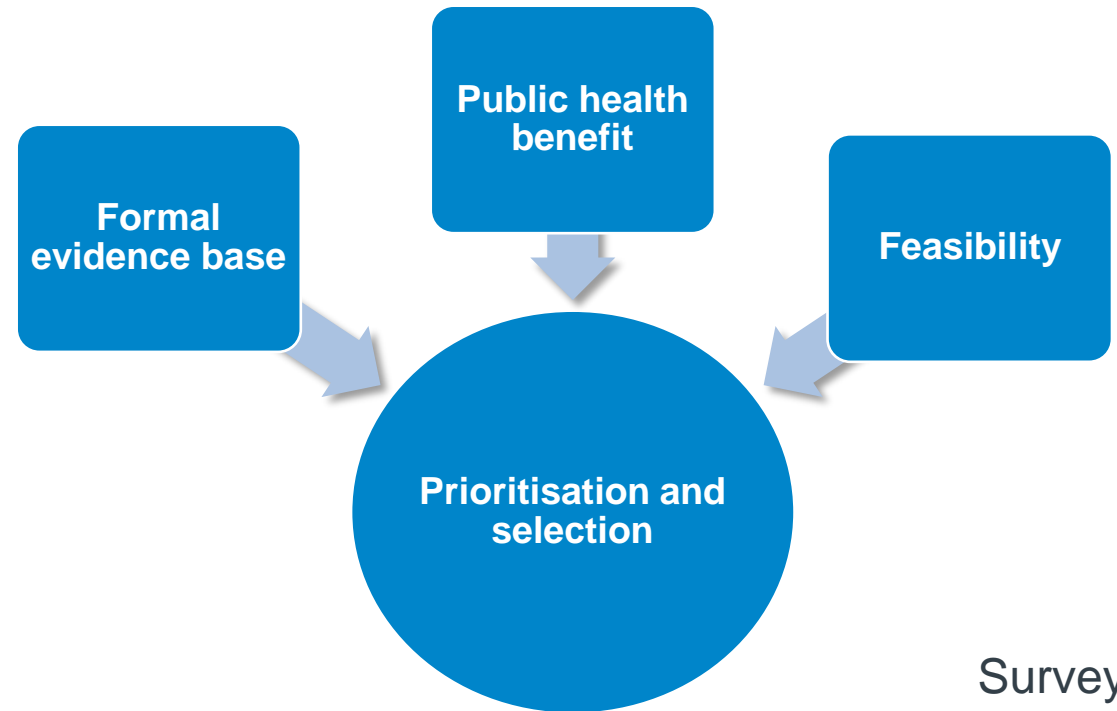 Public health
benefit
Formal
evidence base
Feasibility
Prioritisation and
selection
Survey